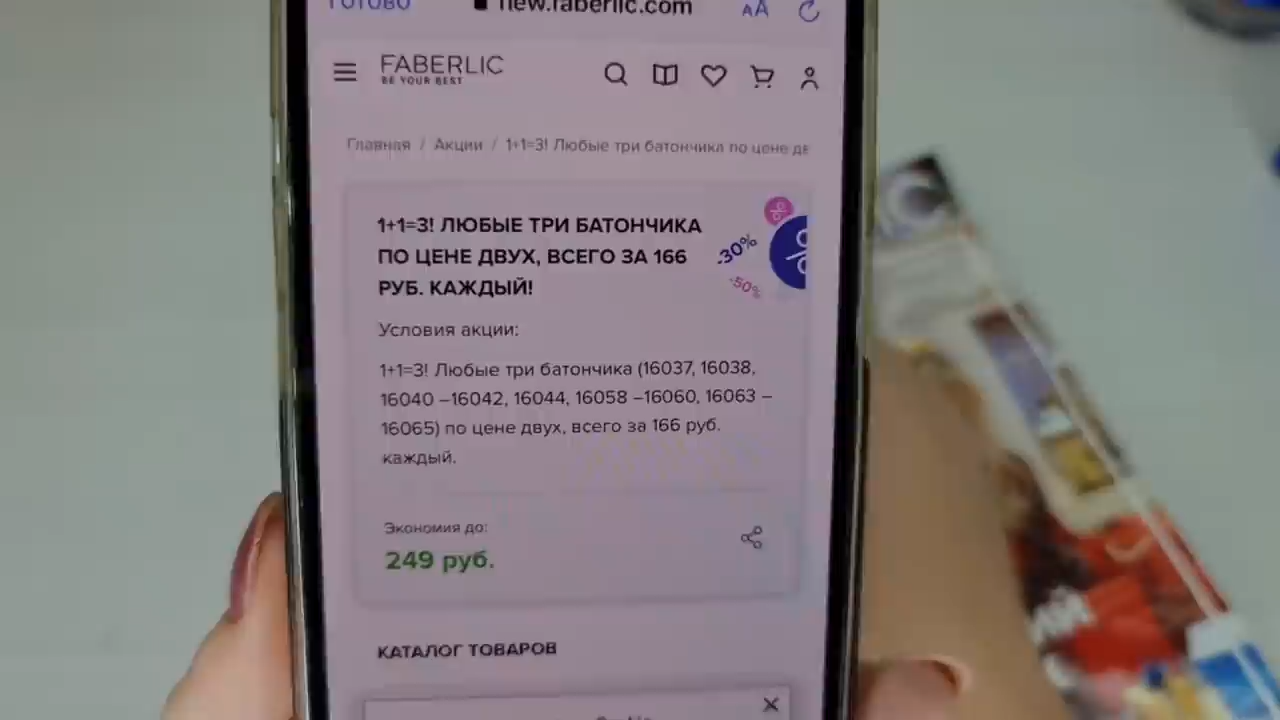 ГОТОВО
new.faberlic.com
AA
FABERLIC
BE YOUR BEST
Главная / Акции / 1+1=3! Любые три батончика по цене дв
1+1=3! ЛЮБЫЕ ТРИ БАТОНЧИКА
ПО ЦЕНЕ ДВУХ, ВСЕГО ЗА 166
РУБ. КАЖДЫЙ!
-30%
-50%
%
Условия акции:
1+1=3! Любые три батончика (16037, 16038,
16040 –16042, 16044, 16058 –16060, 16063 –
16065) по цене двух, всего за 166 руб.
каждый.
Экономия до:
249 руб.
КАТАЛОГ ТОВАРОВ